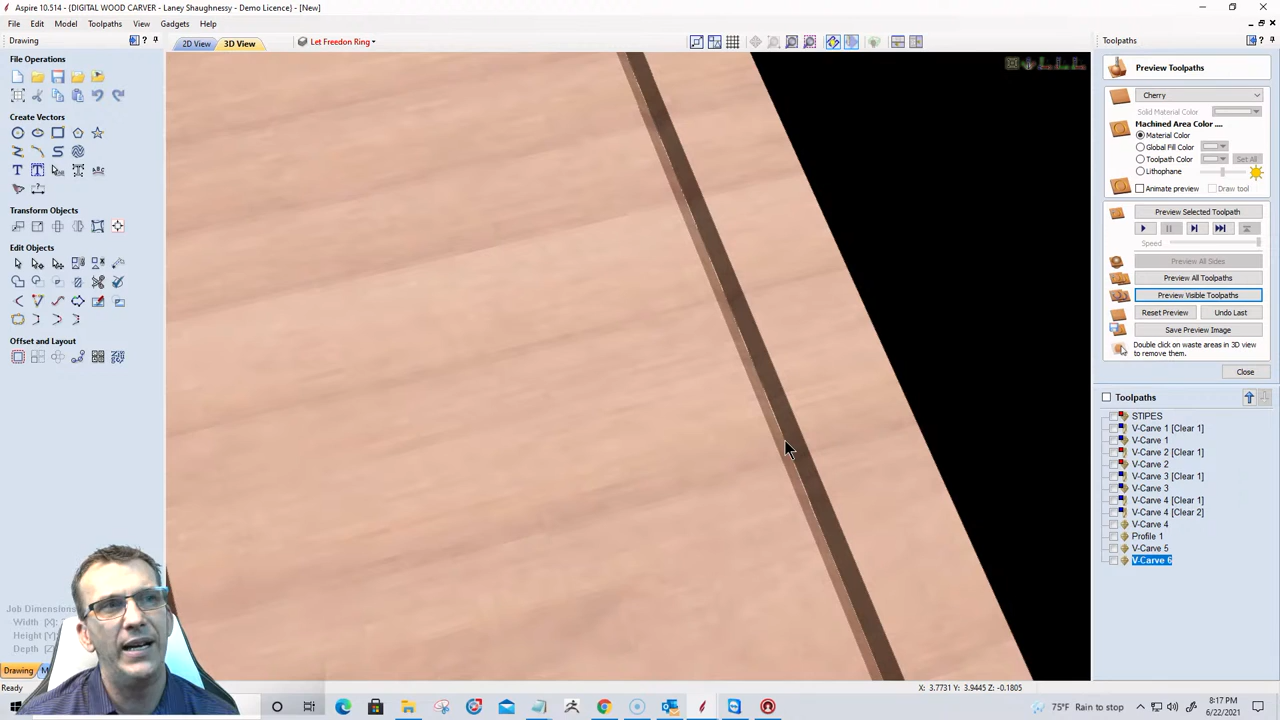 Aspire 10.514 - (DIGITAL WOOD CARVER - Laney Shaughnessy - Demo Licence) - [New]
File Edit Model Toolpaths View Gadgets Help
Drawing
2D View 3D View Let Freedon Ring
Toolpaths
File Operations
Create Vectors
Transform Objects
Edit Objects
Offset and Layout
Job Dimensions
Width [X]:
Height [Y]:
Depth [Z]:
Drawing
Ready
X: 3.7731 Y: 3.9445 Z: -0.1805
Preview Toolpaths
Cherry
Solid Material Color
Machined Area Color ....
Material Color
Global Fill Color
Toolpath Color Set All
Lithophane
Animate preview Draw tool
Preview Selected Toolpath
Speed
Preview All Sides
Preview All Toolpaths
Preview Visible Toolpaths
Reset Preview Undo Last
Save Preview Image
Double click on waste areas in 3D view
to remove them.
Close
Toolpaths
STIPES
V-Carve 1 [Clear 1]
V-Carve 1
V-Carve 2 [Clear 1]
V-Carve 2
V-Carve 3 [Clear 1]
V-Carve 3
V-Carve 4 [Clear 1]
V-Carve 4 [Clear 2]
V-Carve 4
Profile 1
V-Carve 5
V-Carve 6
75°F Rain to stop
8:17 PM
6/22/2021